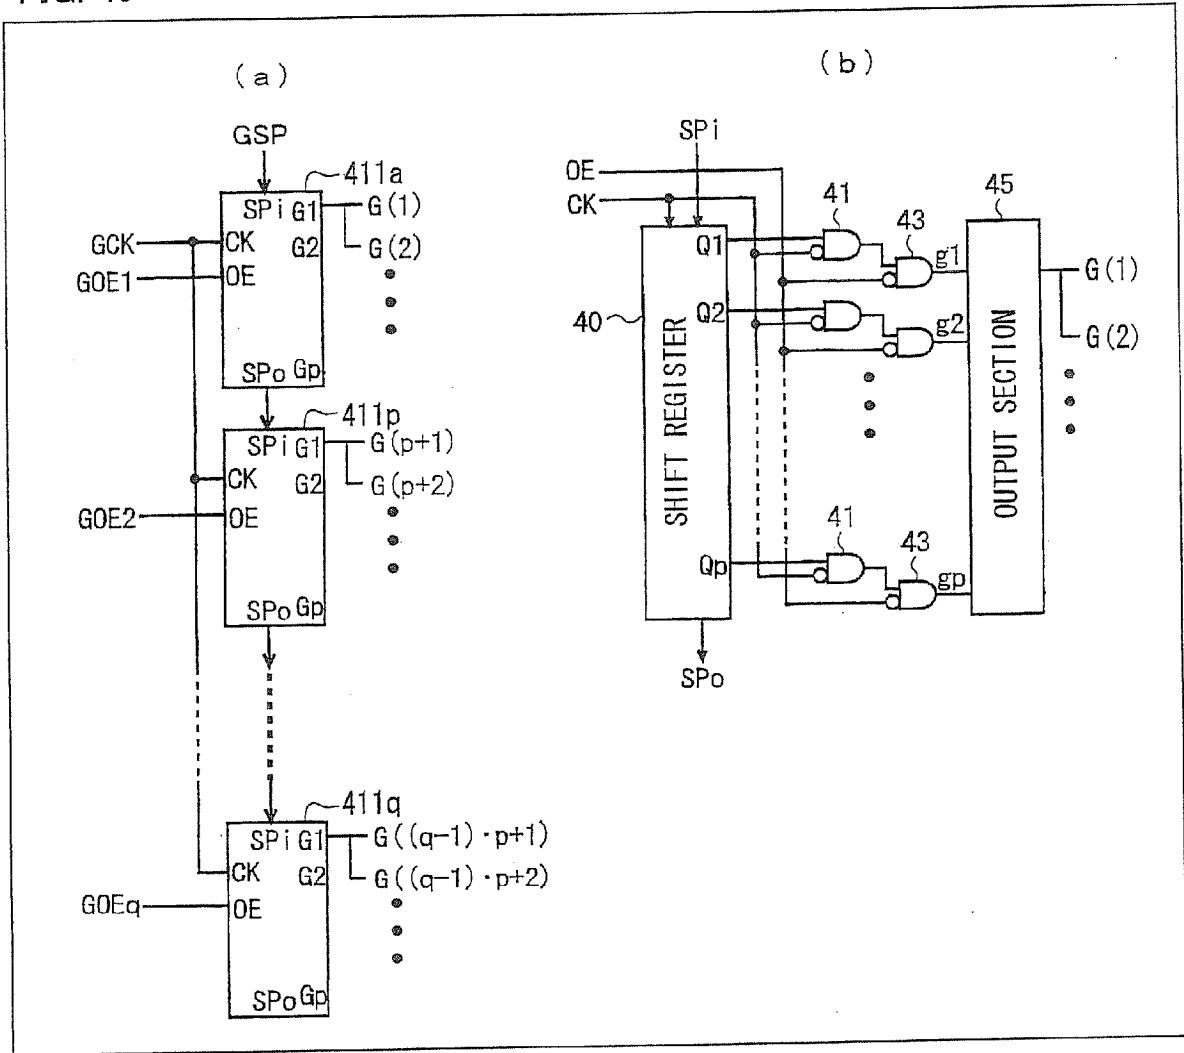 (a)
GSP
411a
SPi G1 G(1)
GCK CK G2 G(2)
GOE1 OE
SPo Gp
411p
SPi G1 G(p+1)
CK G2 G(p+2)
GOE2 OE
SPo Gp
411q
SPi G1 G((q-1)·p+1)
CK G2 G((q-1)·p+2)
GOEq OE
SPo Gp
(b)
SPi
OE
CK
41
43
45
Q1
g1
G(1)
40
Q2
g2
G(2)
SHIFT REGISTER
OUTPUT SECTION
41
43
Qp
gp
SPo